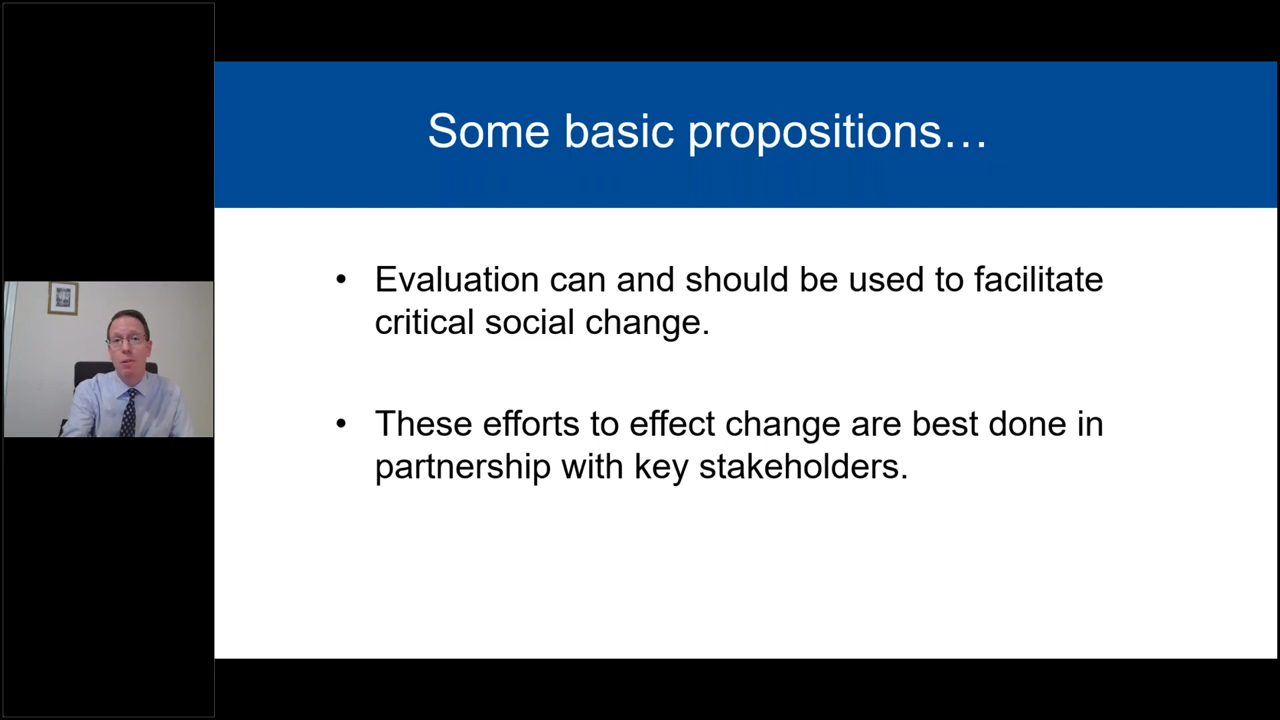 Some basic propositions…
• Evaluation can and should be used to facilitate
critical social change.
• These efforts to effect change are best done in
partnership with key stakeholders.